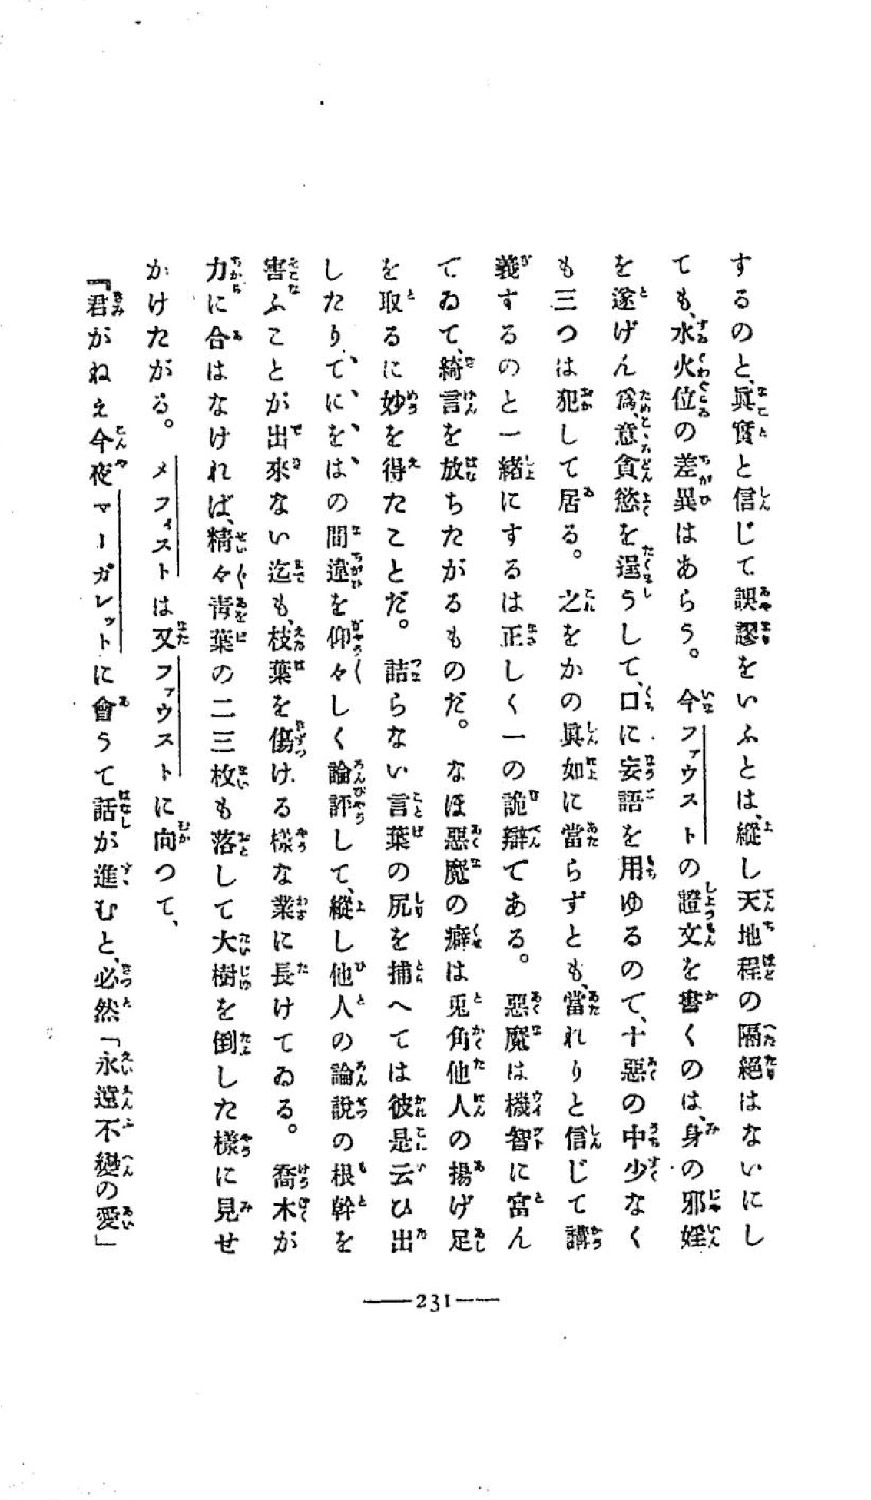 するのと、眞實と信じて誤謬をいふとは、縱し天地程の隔絶はないにし
ても、水火位の差異はあらう。今ファウストの證文を書くのは、身の邪婬
を遂げん爲、意貪慾を逞うして、口に妄語を用ゆるので、十惡の中少なく
も三つは犯して居る。之をかの眞如に當らずとも、當れりと信じて講
義するのと一緒にするは正しく一の詭辯である。惡魔は機智に富ん
でゐて、綺言を放ちたがるものだ。なほ惡魔の癖は兎角他人の揚げ足
を取るに妙を得たことだ。詰らない言葉の尻を捕へては彼是云ひ出
したり、てにをはの間違を仰々しく論評して、縱し他人の論説の根幹を
害ふことが出來ない迄も、枝葉を傷ける樣な業に長けてゐる。喬木が
力に合はなければ、精々靑葉の二三枚も落して大樹を倒した樣に見せ
かけたがる。メフィストは又ファウストに向つて、
『君がねえ今夜マーガレットに會うて話が進むと、必然「永遠不變の愛」
231